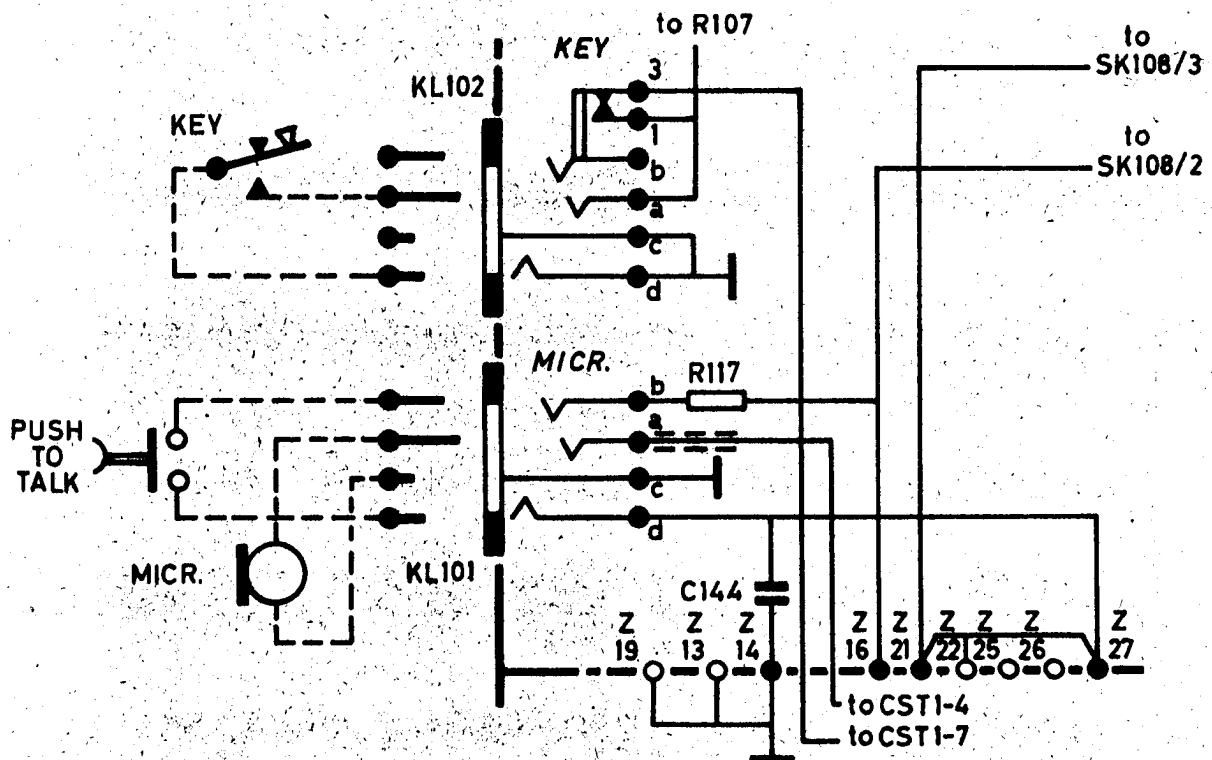 to R107
KEY
to
SK108/3
KL102
3
KEY
1
to
SK108/2
b
a
c
d
MICR.
R117
b
PUSH
TO
TALK
a
c
d
MICR.
KL101
C144
Z
19
Z
13
Z
14
Z
16
Z
21
Z
22
Z
25
Z
26
Z
27
to CST1-4
to CST1-7